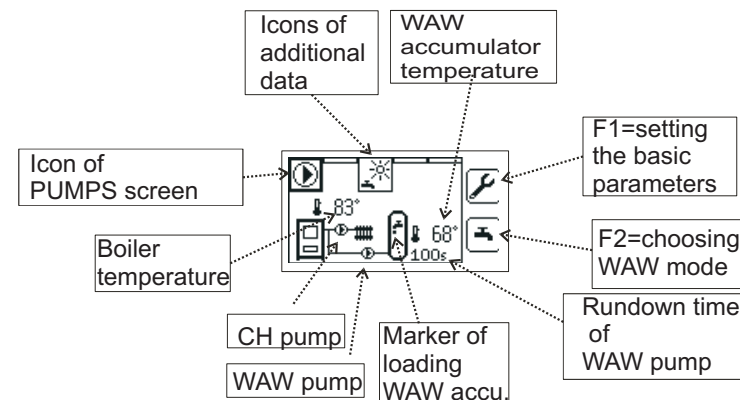 Icons of
additional
data
WAW
accumulator
temperature
F1=setting
the basic
parameters
Icon of
PUMPS screen
83°
68°
100s
F2=choosing
WAW mode
Boiler
temperature
Rundown time
of
WAW pump
CH pump
Marker of
loading
WAW accu.
WAW pump